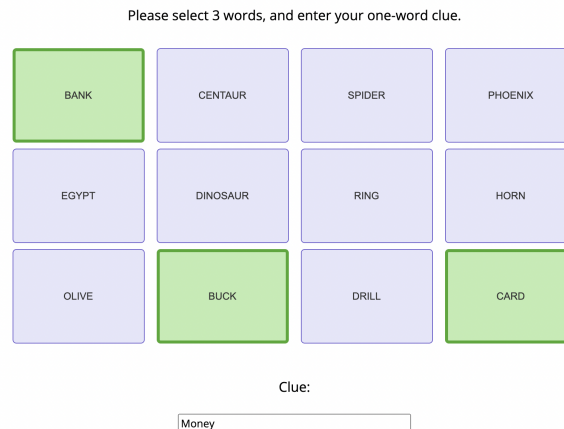 Please select 3 words, and enter your one-word clue.
BANK CENTAUR SPIDER PHOENIX
EGYPT DINOSAUR RING HORN
OLIVE BUCK DRILL CARD
Clue:
Money